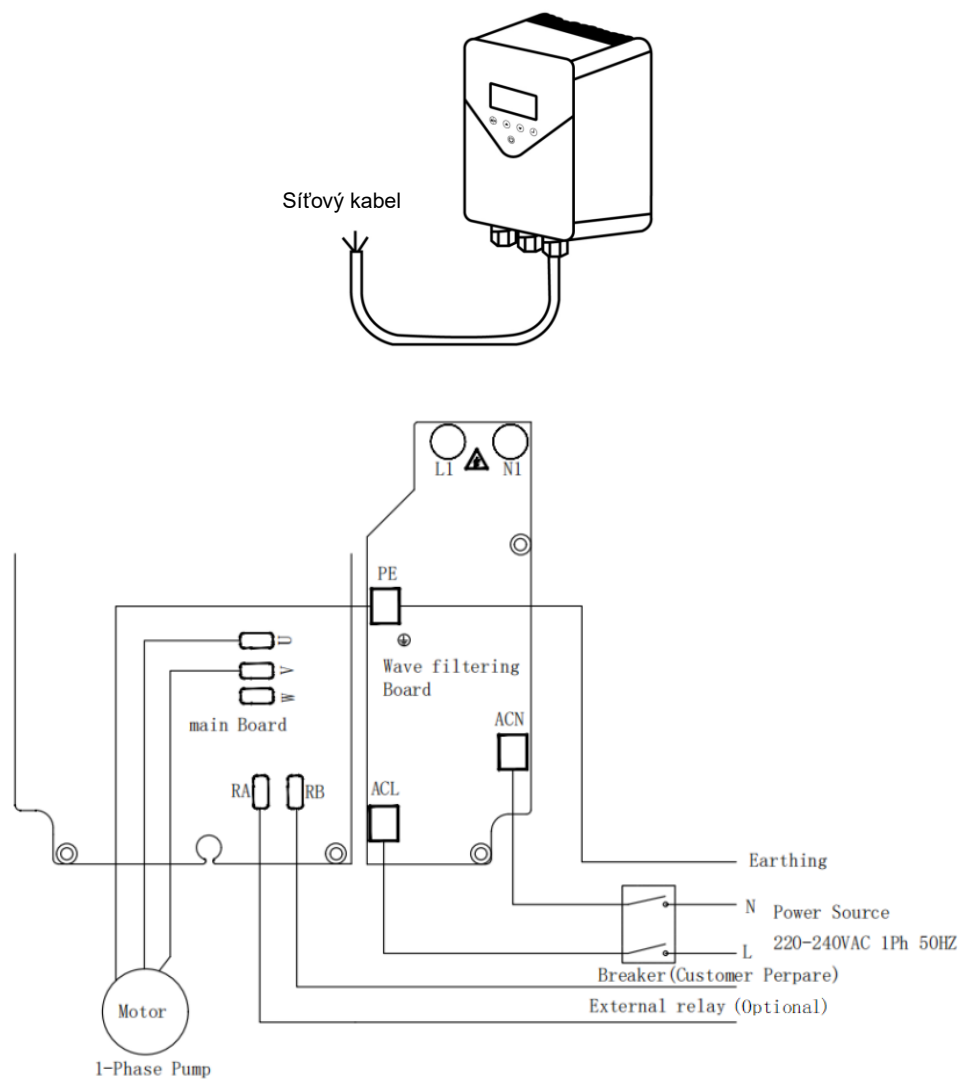 Síťový kabel
L1
N1
PE
Wave filtering
Board
U
V
W
main Board
ACN
RA
RB
ACL
Earthing
N
Power Source
220-240VAC 1Ph 50HZ
L
Breaker(Customer Perpare)
External relay (Optional)
Motor
1-Phase Pump